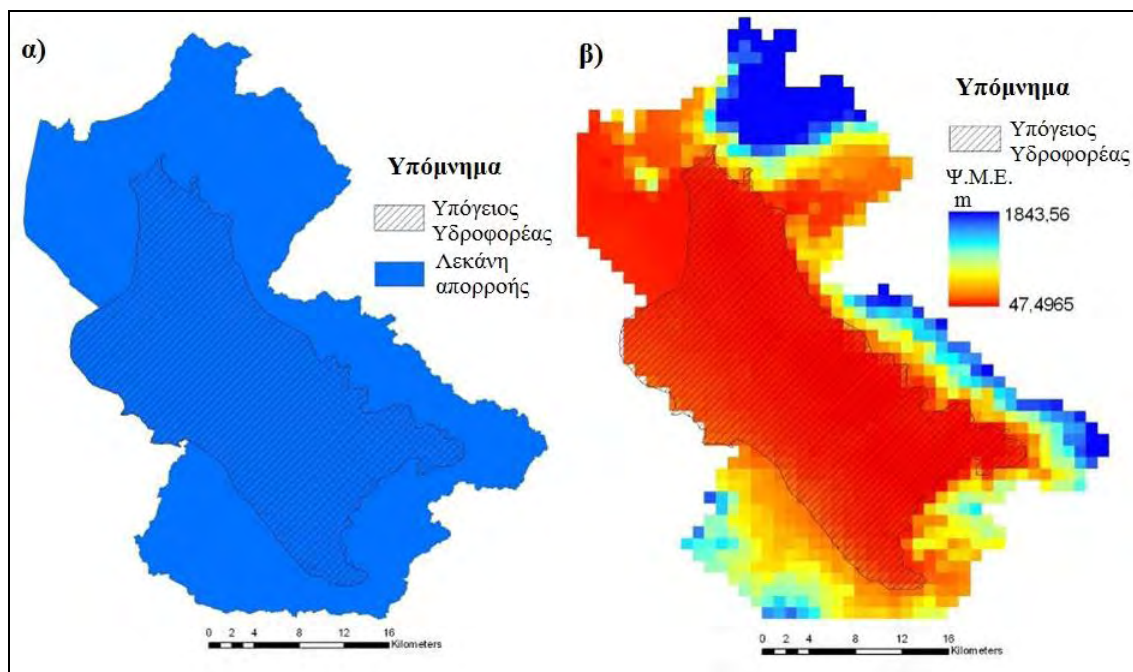 α)
Υπόμνημα
Υπόγειος
Υδροφορέας
Λεκάνη
απορροής
0 2 4 8 12 16
Kilometers
β)
Υπόμνημα
Υπόγειος
Υδροφορέας
Ψ.Μ.Ε.
m
1843,56
47,4965
0 2 4 8 12 16
Kilometers